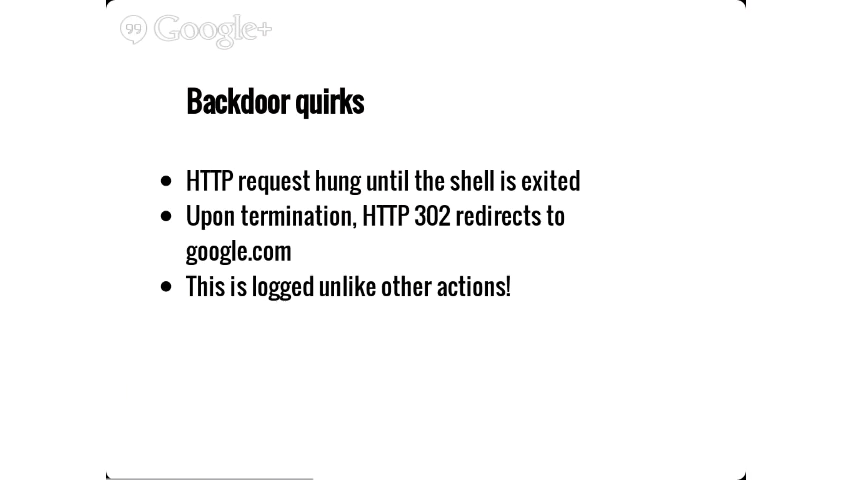 Google+
Backdoor quirks
HTTP request hung until the shell is exited
Upon termination, HTTP 302 redirects to
google.com
This is logged unlike other actions!